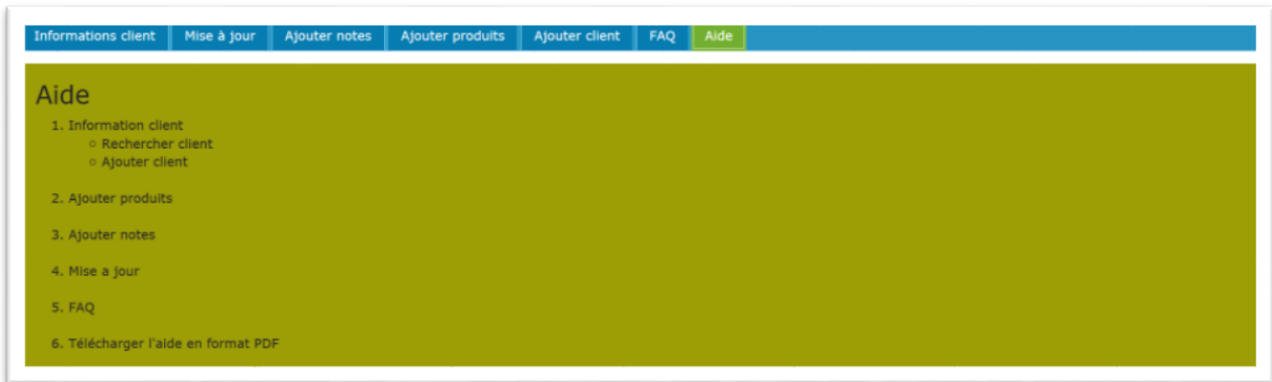 Informations client Mise à jour Ajouter notes Ajouter produits Ajouter client FAQ Aide
Aide
1. Information client
○ Rechercher client
○ Ajouter client
2. Ajouter produits
3. Ajouter notes
4. Mise a jour
5. FAQ
6. Télécharger l'aide en format PDF